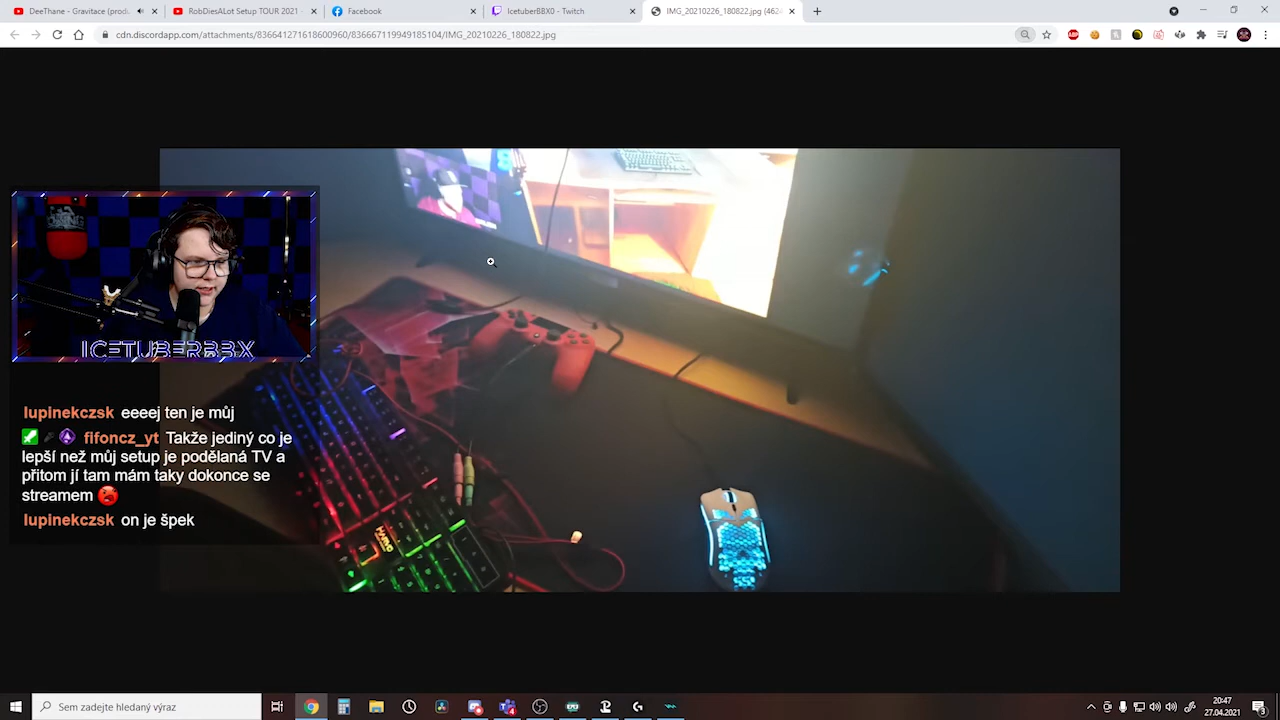 DeeThane - Gravitace (produ
RobDiesALot Setup TOUR 2021 -
Facebook
IcetuberBBX0 - Twitch
IMG_20210226_180822.jpg (462
cdn.discordapp.com/attachments/836641271618600960/836667119949185104/IMG_20210226_180822.jpg
ICETUBERBBX
lupinekczsk eeeej ten je můj
fifoncz_yt Takže jediný co je
lepší než můj setup je podělaná TV a
přitom jí tam mám taky dokonce se
streamem
lupinekczsk on je špek
Sem zadejte hledaný výraz
20:47
27.04.2021